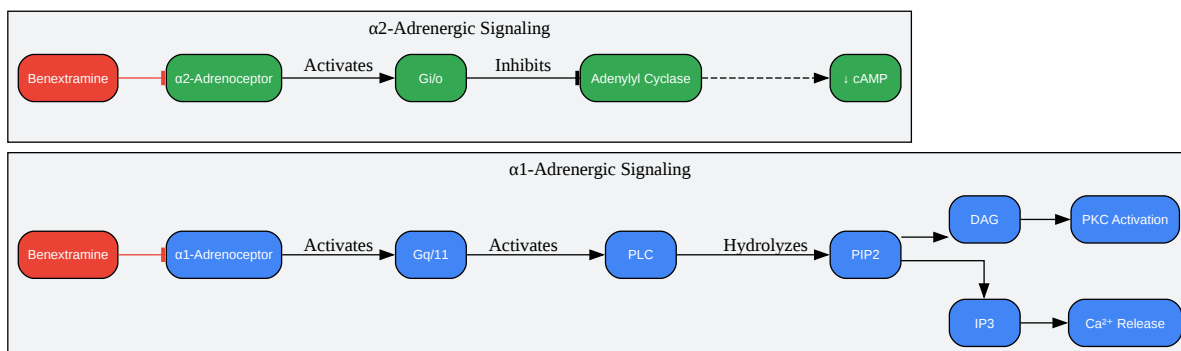 α2-Adrenergic Signaling
Benextramine
α2-Adrenoceptor
Activates
Gi/o
Inhibits
Adenylyl Cyclase
↓ cAMP
α1-Adrenergic Signaling
Benextramine
α1-Adrenoceptor
Activates
Gq/11
Activates
PLC
Hydrolyzes
PIP2
DAG
PKC Activation
IP3
Ca²⁺ Release